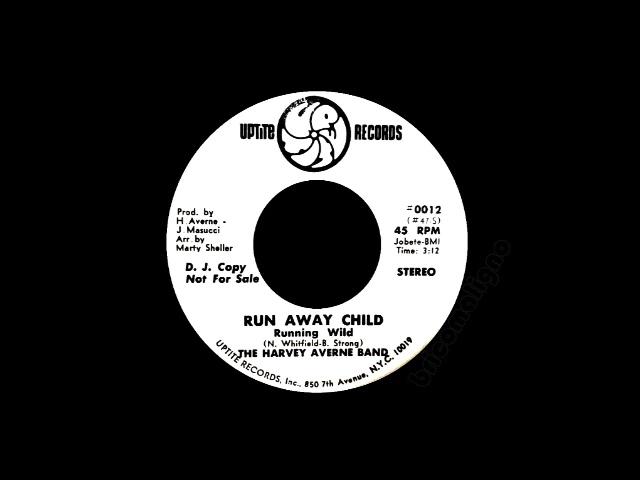 UPTITE RECORDS
Prod. by
H. Averne -
J. Masucci
Arr. by
Marty Sheller
D. J. Copy
Not For Sale
#0012
(#41-S)
45 RPM
Jobete-BMI
Time: 3:12
STEREO
RUN AWAY CHILD
Running Wild
(N. Whitfield-B. Strong)
THE HARVEY AVERNE BAND
UPTITE RECORDS, Inc., 850 7th Avenue, N.Y.C. 10019
bricomaligno